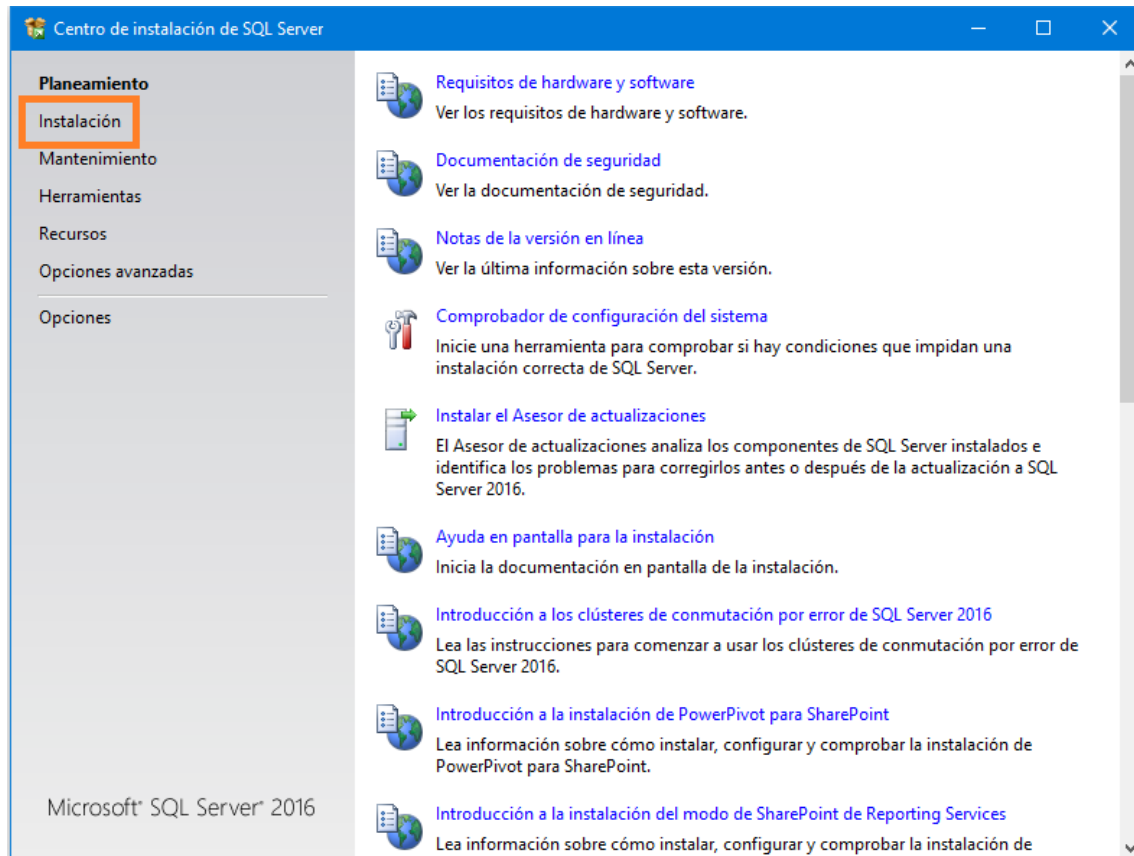 Centro de instalación de SQL Server
Planeamiento
Instalación
Mantenimiento
Herramientas
Recursos
Opciones avanzadas
Opciones
Microsoft® SQL Server® 2016
Requisitos de hardware y software
Ver los requisitos de hardware y software.
Documentación de seguridad
Ver la documentación de seguridad.
Notas de la versión en línea
Ver la última información sobre esta versión.
Comprobador de configuración del sistema
Inicie una herramienta para comprobar si hay condiciones que impidan una
instalación correcta de SQL Server.
Instalar el Asesor de actualizaciones
El Asesor de actualizaciones analiza los componentes de SQL Server instalados e
identifica los problemas para corregirlos antes o después de la actualización a SQL
Server 2016.
Ayuda en pantalla para la instalación
Inicia la documentación en pantalla de la instalación.
Introducción a los clústeres de conmutación por error de SQL Server 2016
Lea las instrucciones para comenzar a usar los clústeres de conmutación por error de
SQL Server 2016.
Introducción a la instalación de PowerPivot para SharePoint
Lea información sobre cómo instalar, configurar y comprobar la instalación de
PowerPivot para SharePoint.
Introducción a la instalación del modo de SharePoint de Reporting Services
Lea información sobre cómo instalar, configurar y comprobar la instalación de